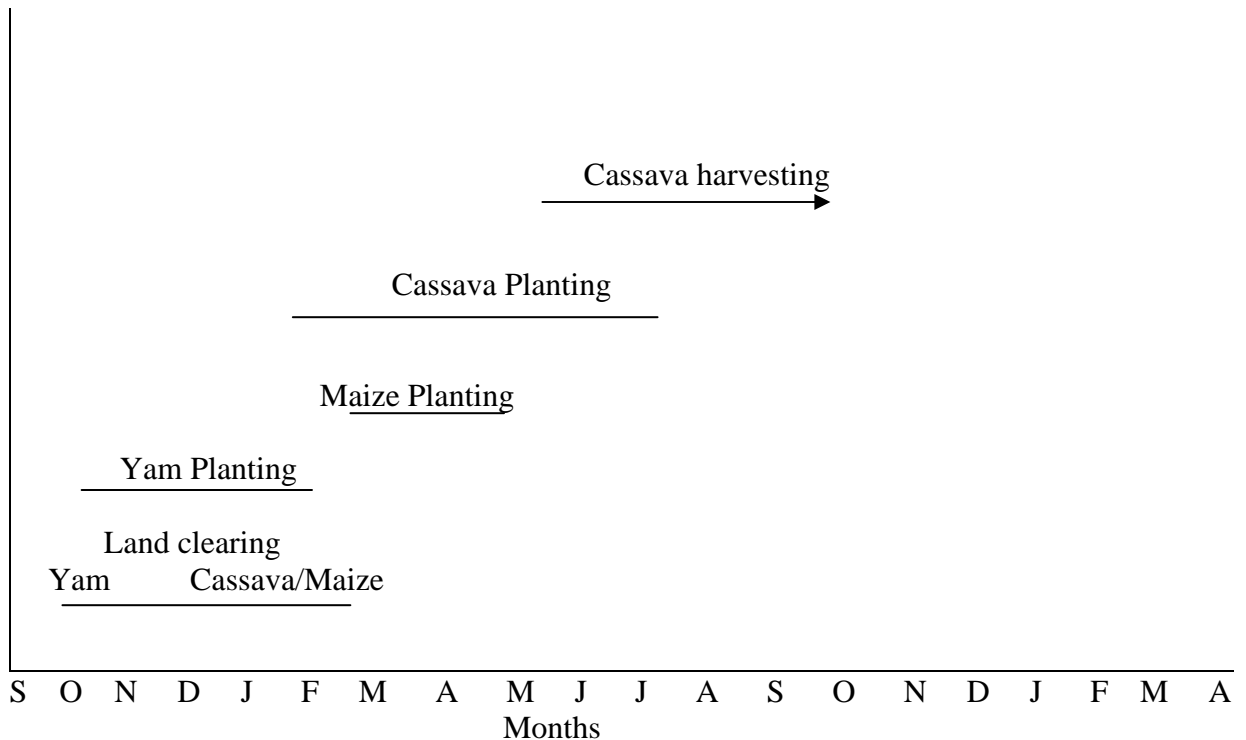 Cassava harvesting
Cassava Planting
Maize Planting
Yam Planting
Land clearing
Yam Cassava/Maize
S O N D J F M A M J J A S O N D J F M A
Months